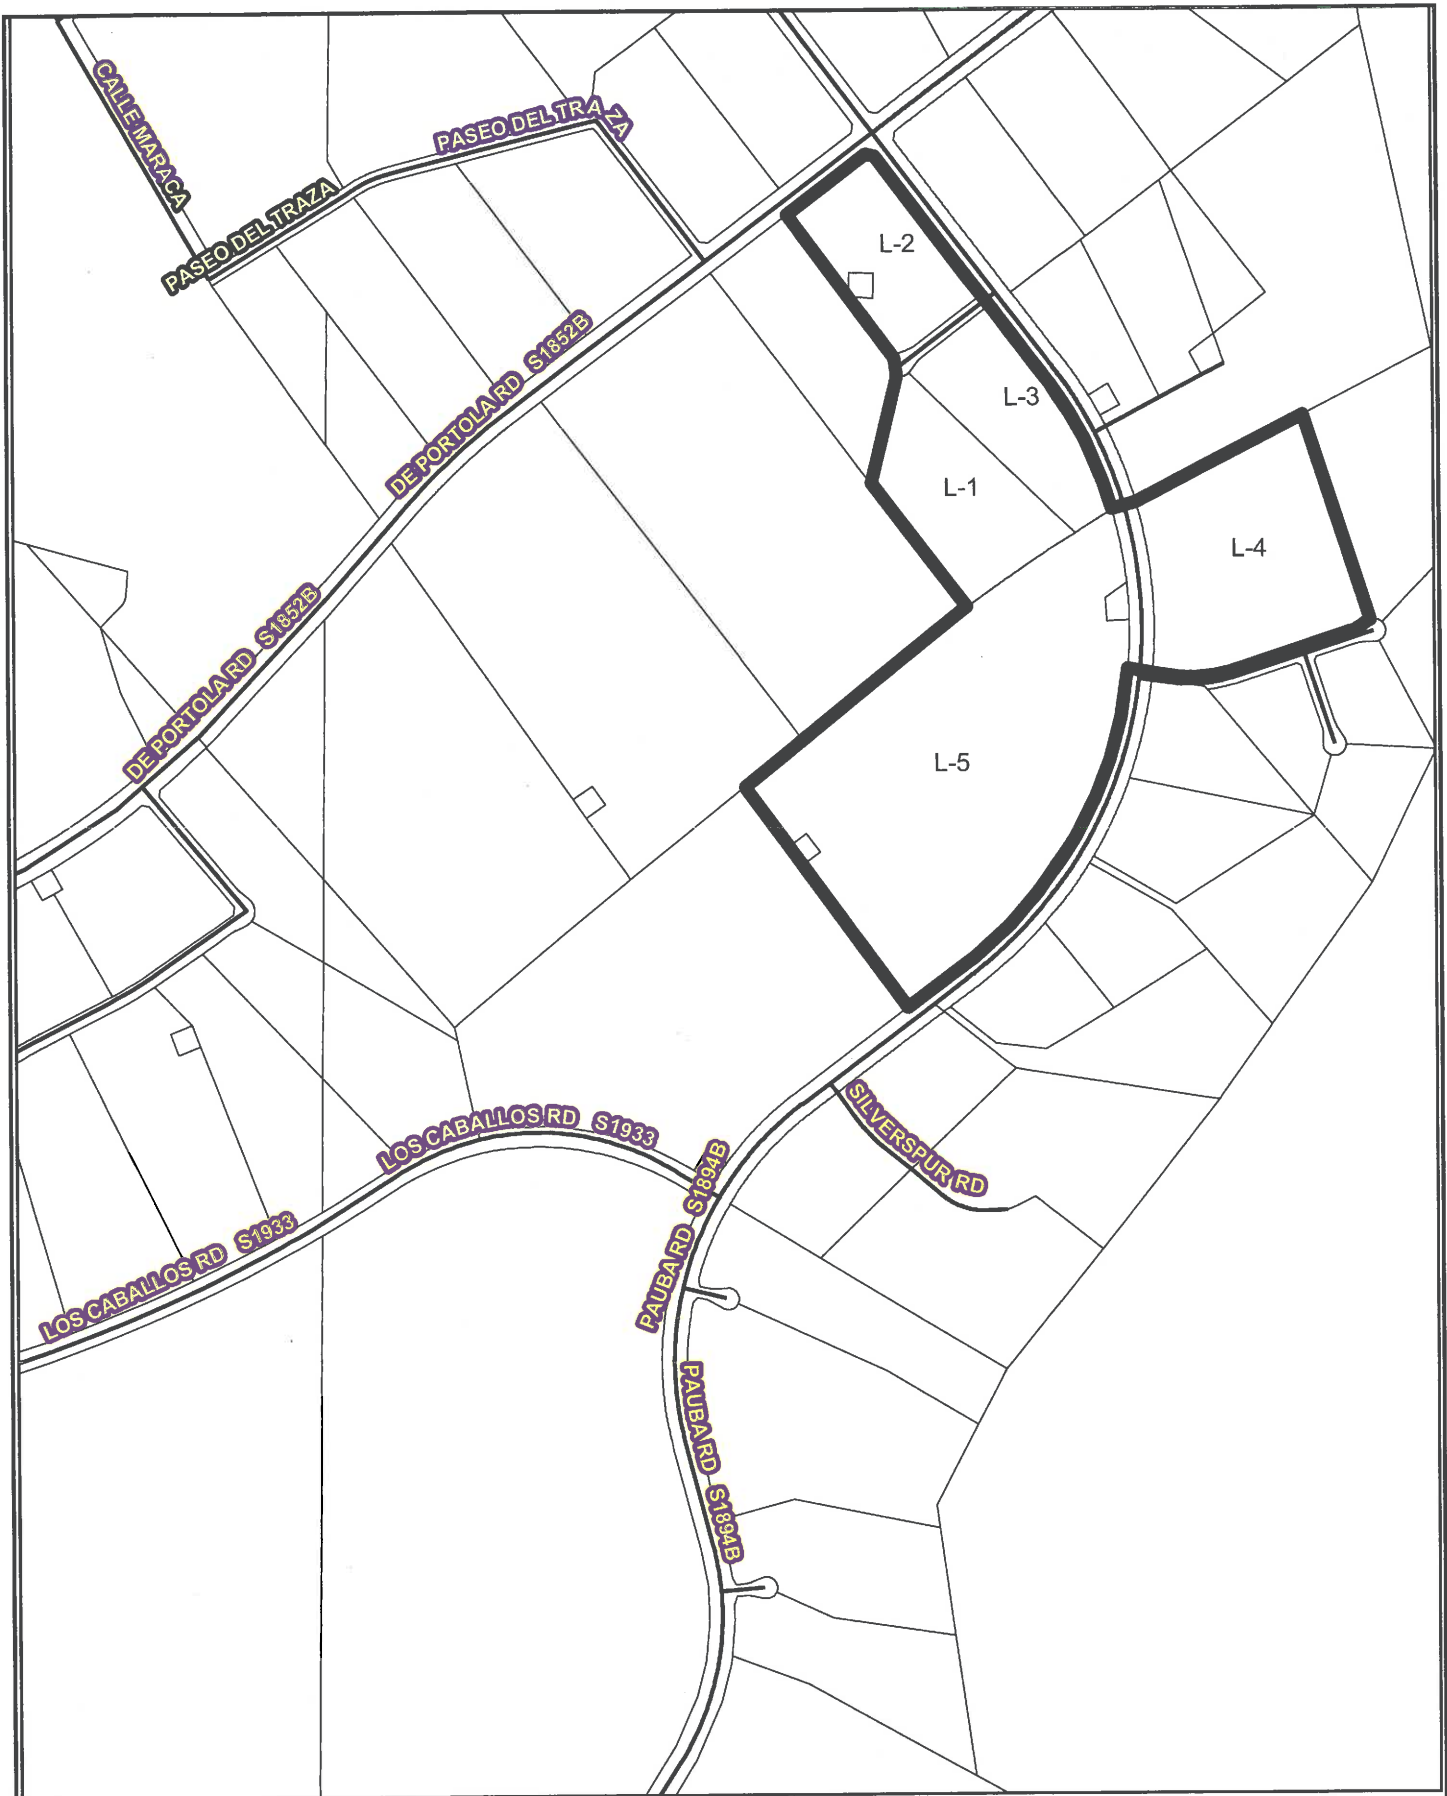 CALLE MARACA
PASEO DEL TRAZA
PASEO DEL TRAZA
L-2
DE PORTOLA RD S1852B
L-3
L-1
L-4
DE PORTOLA RD S1852B
L-5
SILVERSPUR RD
LOS CABALLOS RD S1933
PAUBA RD S1894B
LOS CABALLOS RD S1933
PAUBA RD S1894B